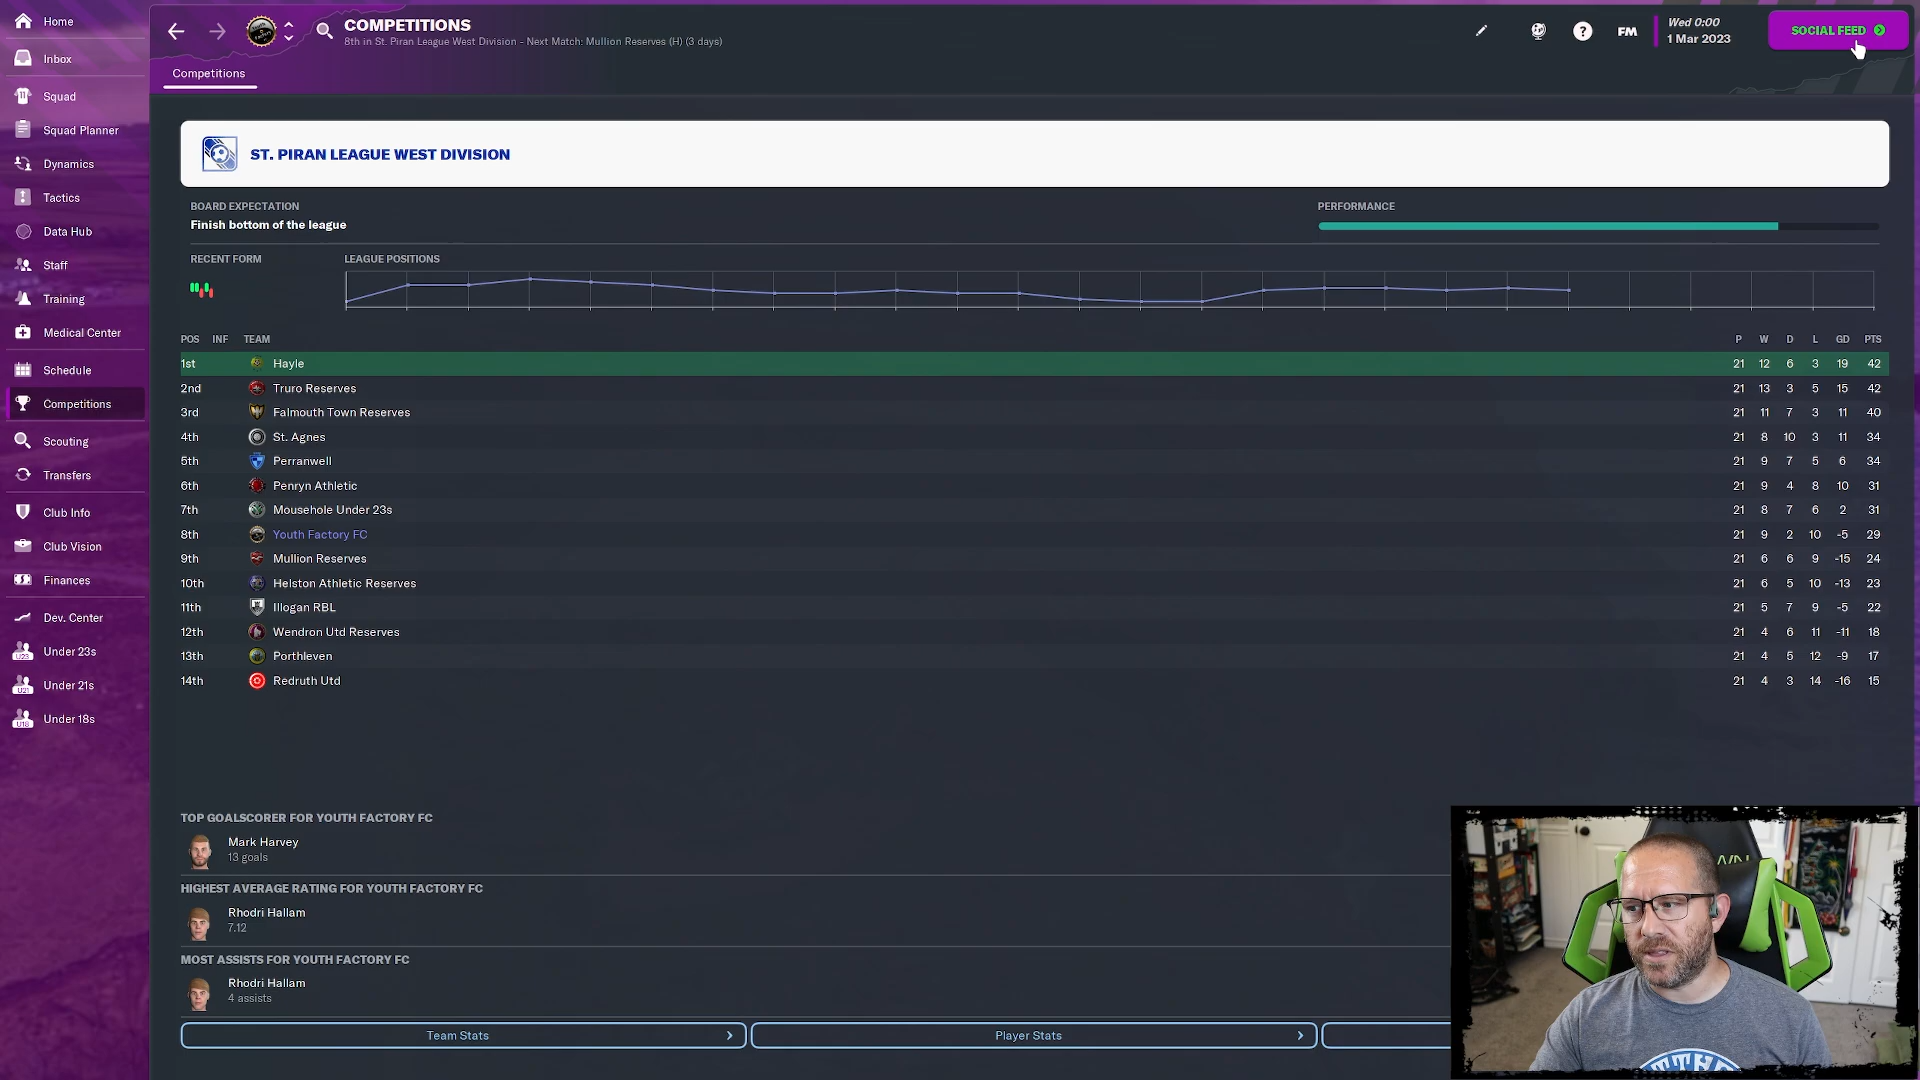 Home
Inbox
Squad
Squad Planner
Dynamics
Tactics
Data Hub
Staff
Training
Medical Center
Schedule
Competitions
Scouting
Transfers
Club Info
Club Vision
Finances
Dev. Center
Under 23s
Under 21s
Under 18s
COMPETITIONS
8th in St. Piran League West Division - Next Match: Mullion Reserves (H) (3 days)
FM
Wed 0:00
1 Mar 2023
SOCIAL FEED
Competitions
ST. PIRAN LEAGUE WEST DIVISION
BOARD EXPECTATION
Finish bottom of the league
PERFORMANCE
RECENT FORM
LEAGUE POSITIONS
POS INF TEAM P W D L GD PTS
1st Hayle 21 12 6 3 19 42
2nd Truro Reserves 21 13 3 5 15 42
3rd Falmouth Town Reserves 21 11 7 3 11 40
4th St. Agnes 21 8 10 3 11 34
5th Perranwell 21 9 7 5 6 34
6th Penryn Athletic 21 9 4 8 10 31
7th Mousehole Under 23s 21 8 7 6 2 31
8th Youth Factory FC 21 9 2 10 -5 29
9th Mullion Reserves 21 6 6 9 -15 24
10th Helston Athletic Reserves 21 6 5 10 -13 23
11th Illogan RBL 21 5 7 9 -5 22
12th Wendron Utd Reserves 21 4 6 11 -11 18
13th Porthleven 21 4 5 12 -9 17
14th Redruth Utd 21 4 3 14 -16 15
TOP GOALSCORER FOR YOUTH FACTORY FC
Mark Harvey
13 goals
HIGHEST AVERAGE RATING FOR YOUTH FACTORY FC
Rhodri Hallam
7.12
MOST ASSISTS FOR YOUTH FACTORY FC
Rhodri Hallam
4 assists
Team Stats
Player Stats